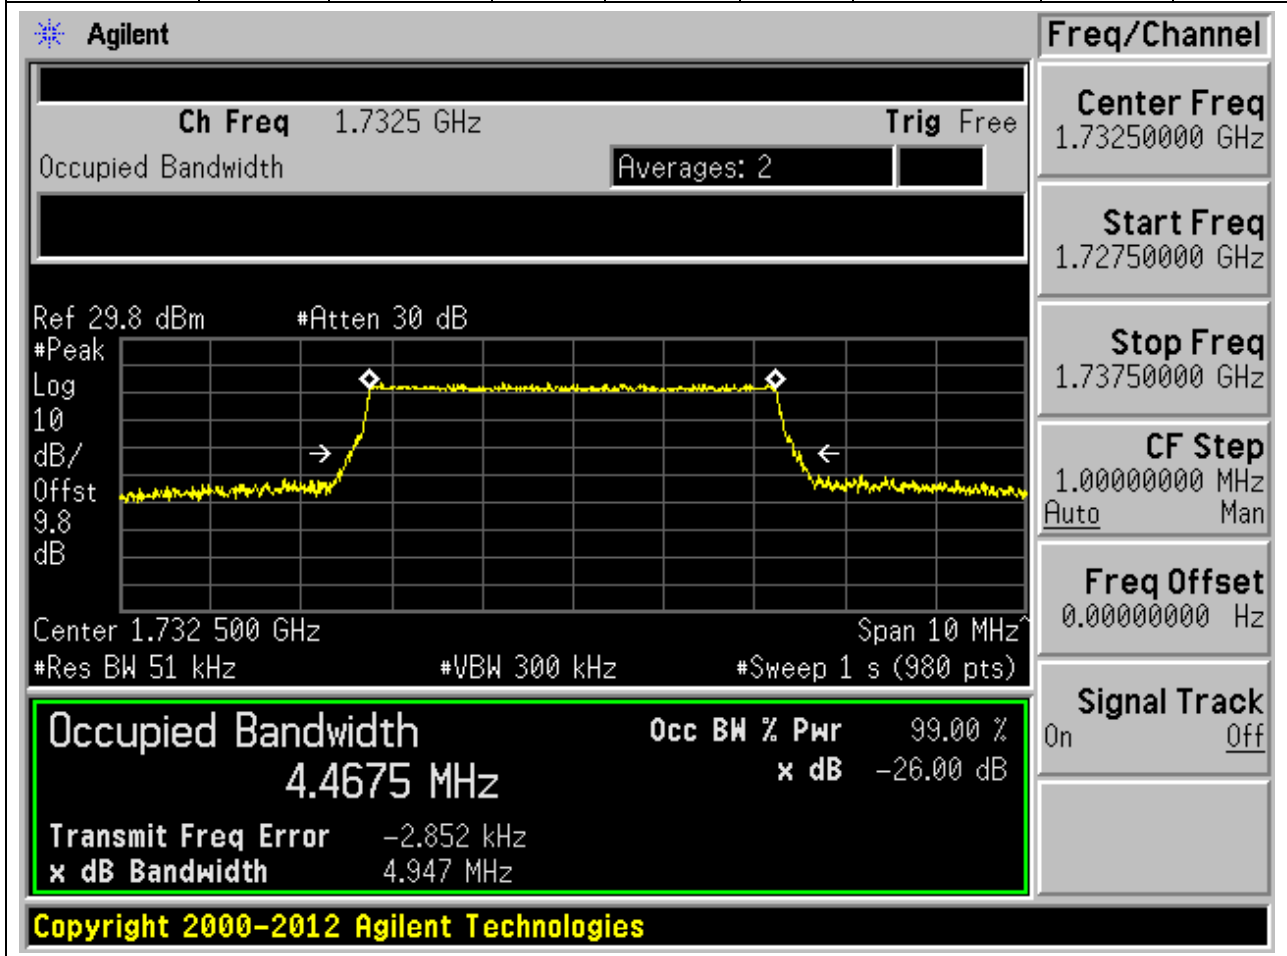 Agilent
Freq/Channel
Ch Freq 1.7325 GHz Trig Free
Occupied Bandwidth Averages: 2
Center Freq
1.73250000 GHz
Start Freq
1.72750000 GHz
Stop Freq
1.73750000 GHz
CF Step
1.00000000 MHz
Auto Man
Freq Offset
0.00000000 Hz
Signal Track
On Off
Ref 29.8 dBm #Atten 30 dB
#Peak
Log
10
dB/
Offst
9.8
dB
Center 1.732 500 GHz Span 10 MHz^
#Res BW 51 kHz #VBW 300 kHz #Sweep 1 s (980 pts)
Occupied Bandwidth Occ BW % Pwr 99.00 %
4.4675 MHz x dB -26.00 dB
Transmit Freq Error -2.852 kHz
x dB Bandwidth 4.947 MHz
Copyright 2000-2012 Agilent Technologies